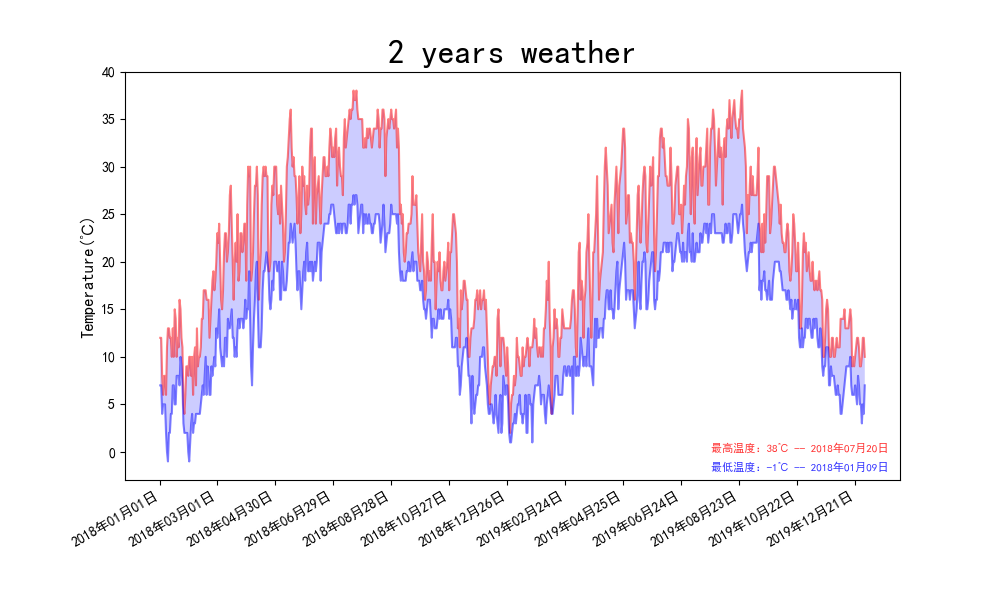 2 years weather
Temperature(℃)
40
35
30
25
20
15
10
5
0
最高温度：38℃ -- 2018年07月20日
最低温度：-1℃ -- 2018年01月09日
2018年01月01日
2018年03月01日
2018年04月30日
2018年06月29日
2018年08月28日
2018年10月27日
2018年12月26日
2019年02月24日
2019年04月25日
2019年06月24日
2019年08月23日
2019年10月22日
2019年12月21日